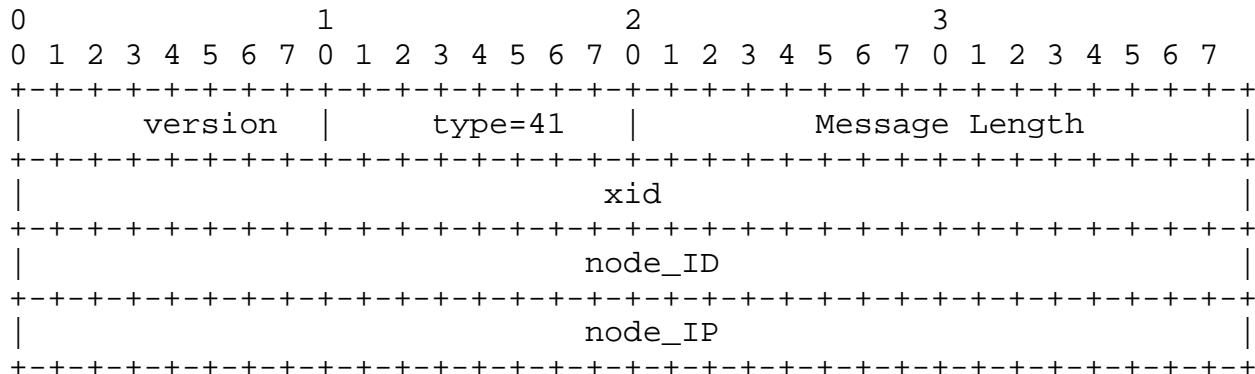 0 1 2 3
0 1 2 3 4 5 6 7 0 1 2 3 4 5 6 7 0 1 2 3 4 5 6 7 0 1 2 3 4 5 6 7
+-+-+-+-+-+-+-+-+-+-+-+-+-+-+-+-+-+-+-+-+-+-+-+-+-+-+-+-+-+-+-+-+
| version | type=41 | Message Length |
+-+-+-+-+-+-+-+-+-+-+-+-+-+-+-+-+-+-+-+-+-+-+-+-+-+-+-+-+-+-+-+-+
| xid |
+-+-+-+-+-+-+-+-+-+-+-+-+-+-+-+-+-+-+-+-+-+-+-+-+-+-+-+-+-+-+-+-+
| node_ID |
+-+-+-+-+-+-+-+-+-+-+-+-+-+-+-+-+-+-+-+-+-+-+-+-+-+-+-+-+-+-+-+-+
| node_IP |
+-+-+-+-+-+-+-+-+-+-+-+-+-+-+-+-+-+-+-+-+-+-+-+-+-+-+-+-+-+-+-+-+